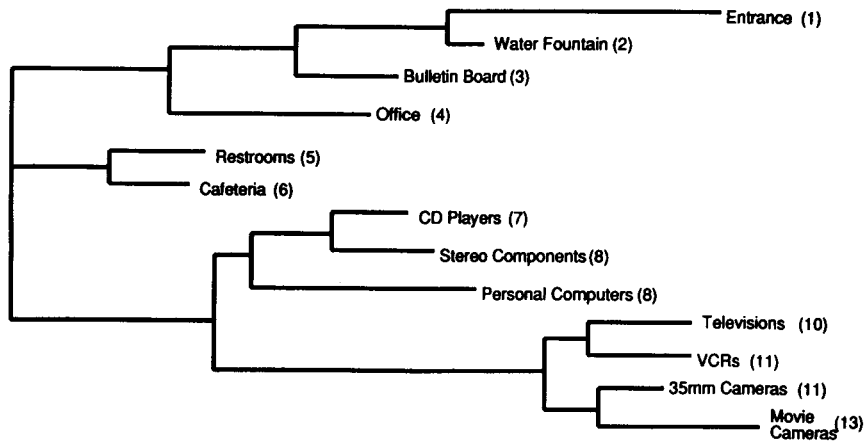 Entrance (1)
Water Fountain (2)
Bulletin Board (3)
Office (4)
Restrooms (5)
Cafeteria (6)
CD Players (7)
Stereo Components (8)
Personal Computers (8)
Televisions (10)
VCRs (11)
35mm Cameras (11)
Movie
Cameras (13)